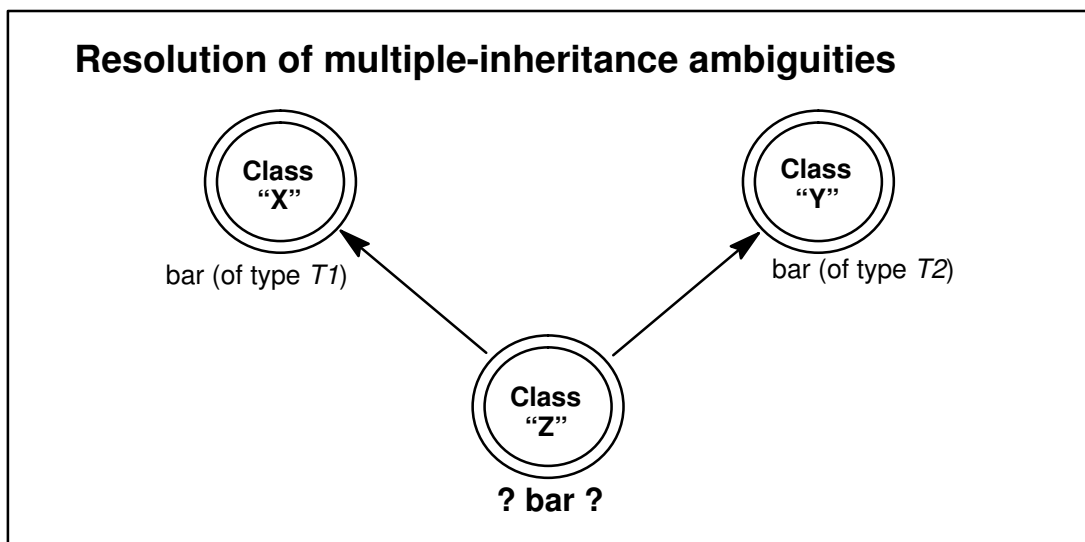 Resolution of multiple-inheritance ambiguities
Class
“X”
Class
“Y”
bar (of type T1)
bar (of type T2)
Class
“Z”
? bar ?